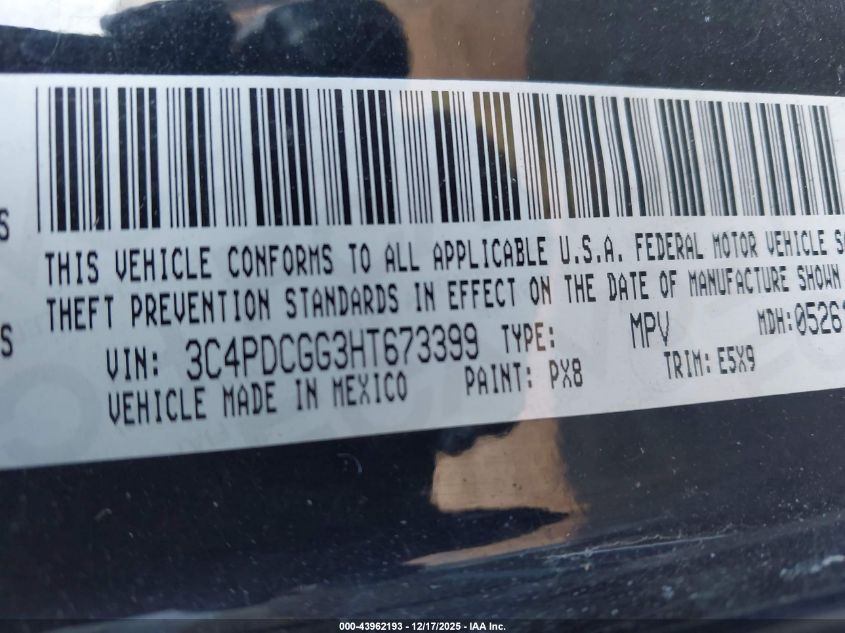 THIS VEHICLE CONFORMS TO ALL APPLICABLE U.S.A. FEDERAL MOTOR VEHICLE
THEFT PREVENTION STANDARDS IN EFFECT ON THE DATE OF MANUFACTURE SHOWN
VIN: 3C4PDCGG3HT673399 TYPE: MPV MDH:0526
VEHICLE MADE IN MEXICO PAINT: PX8 TRIM:E5X9
000-43962193 - 12/17/2025 - IAA Inc.